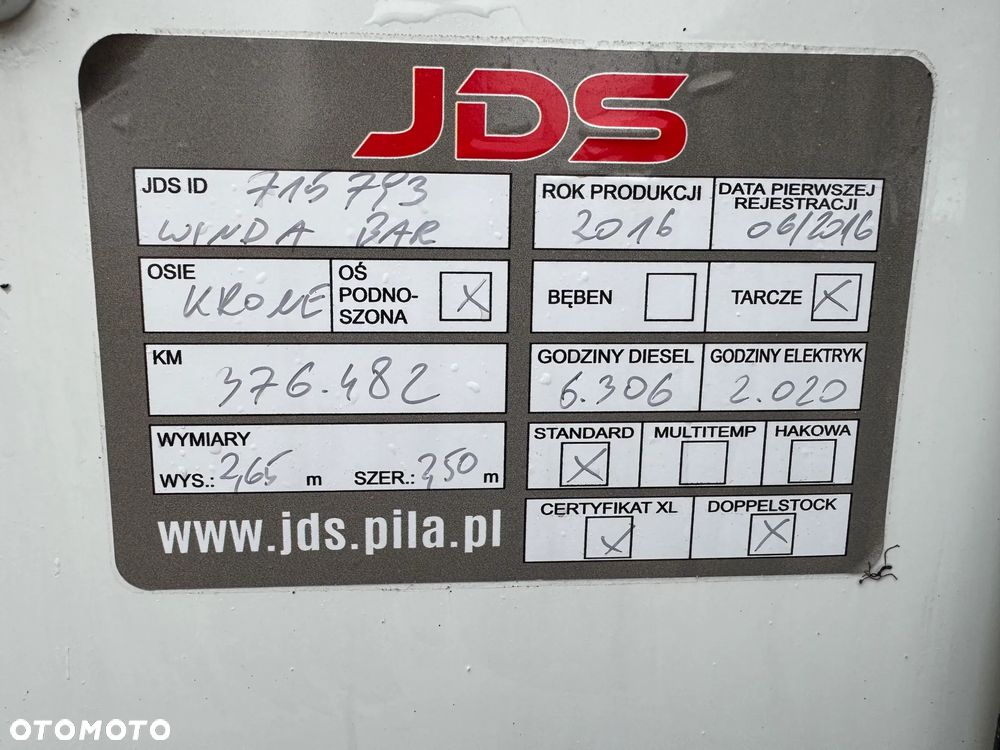 JDS
JDS ID 715793
WINDA BAR
ROK PRODUKCJI
2016
DATA PIERWSZEJ
REJESTRACJI
06/2016
OSIE
KRONE
OŚ
PODNO-
SZONA X
BĘBEN
TARCZE X
KM
376.482
GODZINY DIESEL
6.306
GODZINY ELEKTRYK
2.020
WYMIARY
WYS.: 2,65 m SZER.: 2,50 m
STANDARD
X
MULTITEMP
HAKOWA
CERTYFIKAT XL
✓
DOPPELSTOCK
X
www.jds.pila.pl
OTOMOTO